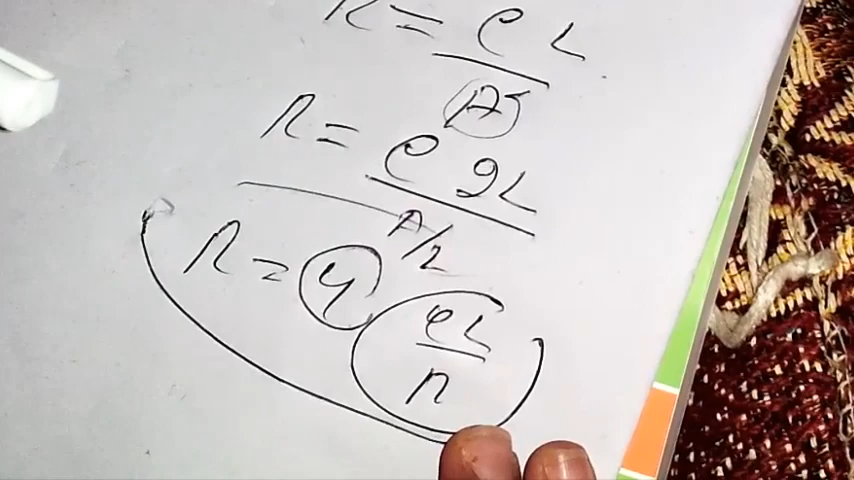 R = ρL
A
R = ρ2L
A/2
R = 4 ρL
n